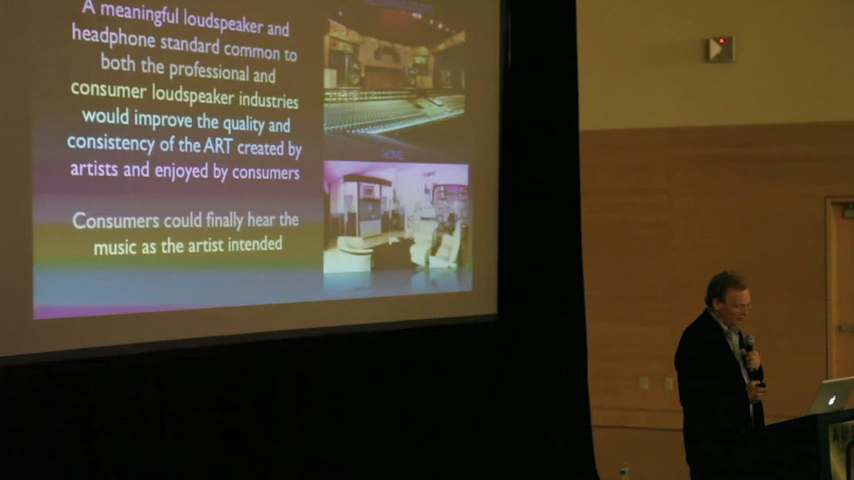 A meaningful loudspeaker and
headphone standard common to
both the professional and
consumer loudspeaker industries
would improve the quality and
consistency of the ART created by
artists and enjoyed by consumers
Consumers could finally hear the
music as the artist intended
HOME
AU